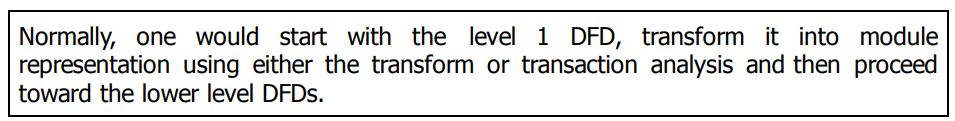 Normally, one would start with the level 1 DFD, transform it into module
representation using either the transform or transaction analysis and then proceed
toward the lower level DFDs.